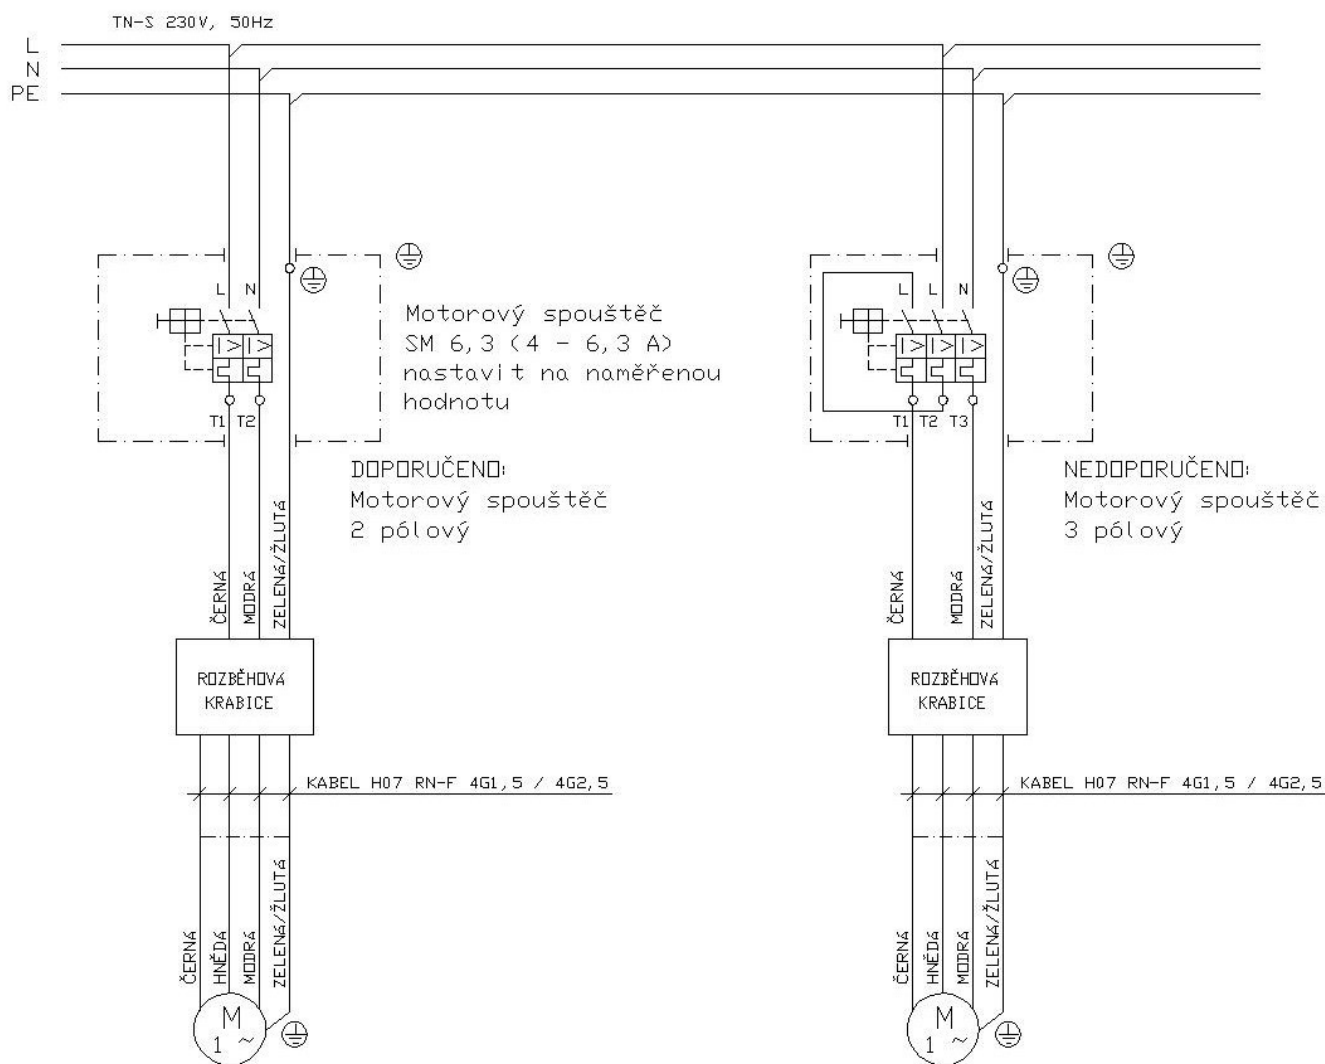 TN-S 230V, 50Hz
L
N
PE
L N
Motorový spouštěč
SM 6,3 (4 - 6,3 A)
nastavit na naměřenou
hodnotu
T1 T2
DOPORUČENO:
Motorový spouštěč
2 pólový
ČERNÁ
MODRÁ
ZELENÁ/ŽLUTÁ
ROZBĚHOVÁ
KRABICE
KABEL H07 RN-F 4G1,5 / 4G2,5
ČERNÁ
HNĚDÁ
MODRÁ
ZELENÁ/ŽLUTÁ
M
1 ~
L L N
T1 T2 T3
NEDOPORUČENO:
Motorový spouštěč
3 pólový
ČERNÁ
MODRÁ
ZELENÁ/ŽLUTÁ
ROZBĚHOVÁ
KRABICE
KABEL H07 RN-F 4G1,5 / 4G2,5
ČERNÁ
HNĚDÁ
MODRÁ
ZELENÁ/ŽLUTÁ
M
1 ~